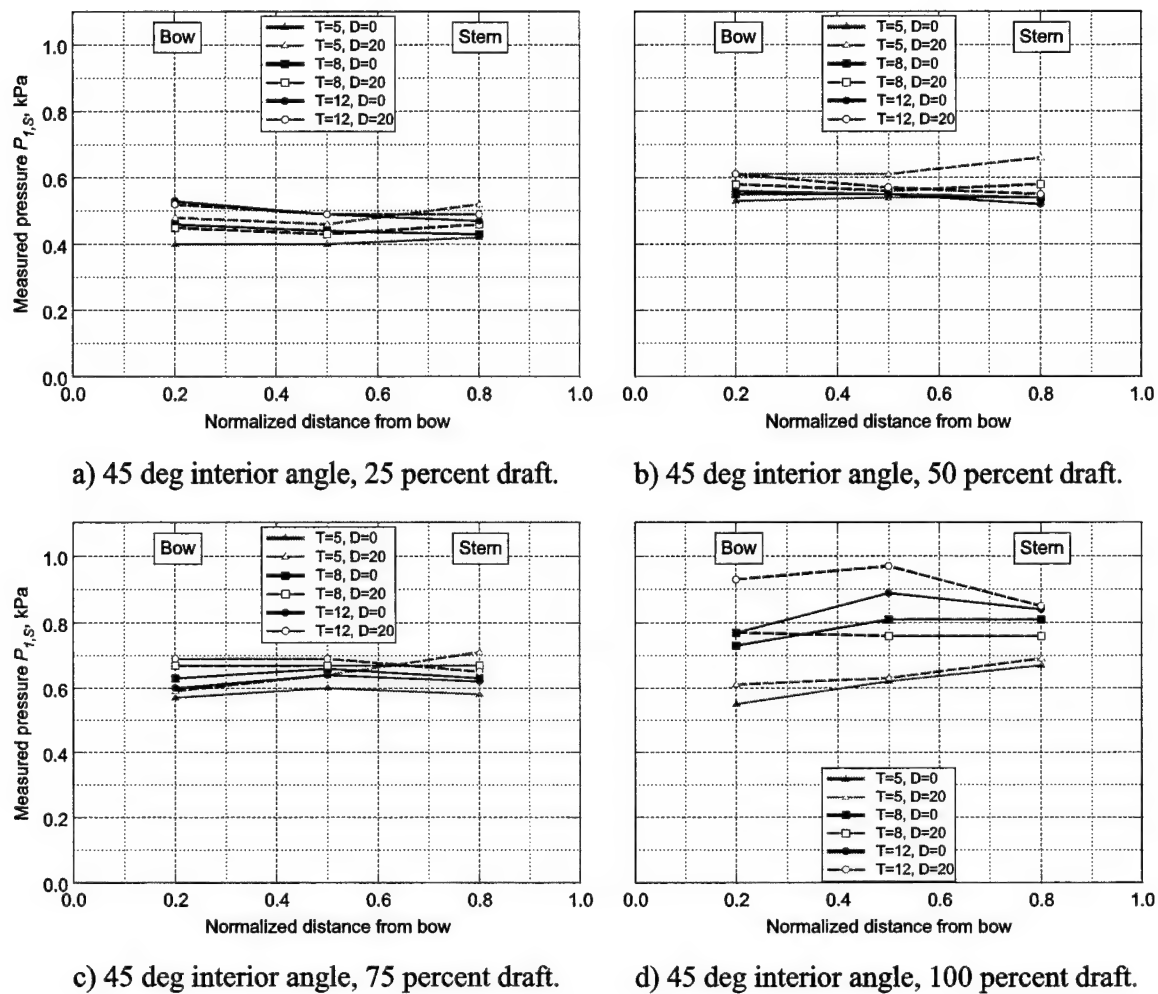 Bow
Stern
T=5, D=0
T=5, D=20
T=8, D=0
T=8, D=20
T=12, D=0
T=12, D=20
Measured pressure P1,S, kPa
1.0
0.8
0.6
0.4
0.2
0.0
0.0 0.2 0.4 0.6 0.8 1.0
Normalized distance from bow
a) 45 deg interior angle, 25 percent draft.
Bow
Stern
T=5, D=0
T=5, D=20
T=8, D=0
T=8, D=20
T=12, D=0
T=12, D=20
0.0 0.2 0.4 0.6 0.8 1.0
Normalized distance from bow
b) 45 deg interior angle, 50 percent draft.
Bow
Stern
T=5, D=0
T=5, D=20
T=8, D=0
T=8, D=20
T=12, D=0
T=12, D=20
Measured pressure P1,S, kPa
1.0
0.8
0.6
0.4
0.2
0.0
0.0 0.2 0.4 0.6 0.8 1.0
Normalized distance from bow
c) 45 deg interior angle, 75 percent draft.
Bow
Stern
T=5, D=0
T=5, D=20
T=8, D=0
T=8, D=20
T=12, D=0
T=12, D=20
0.0 0.2 0.4 0.6 0.8 1.0
Normalized distance from bow
d) 45 deg interior angle, 100 percent draft.